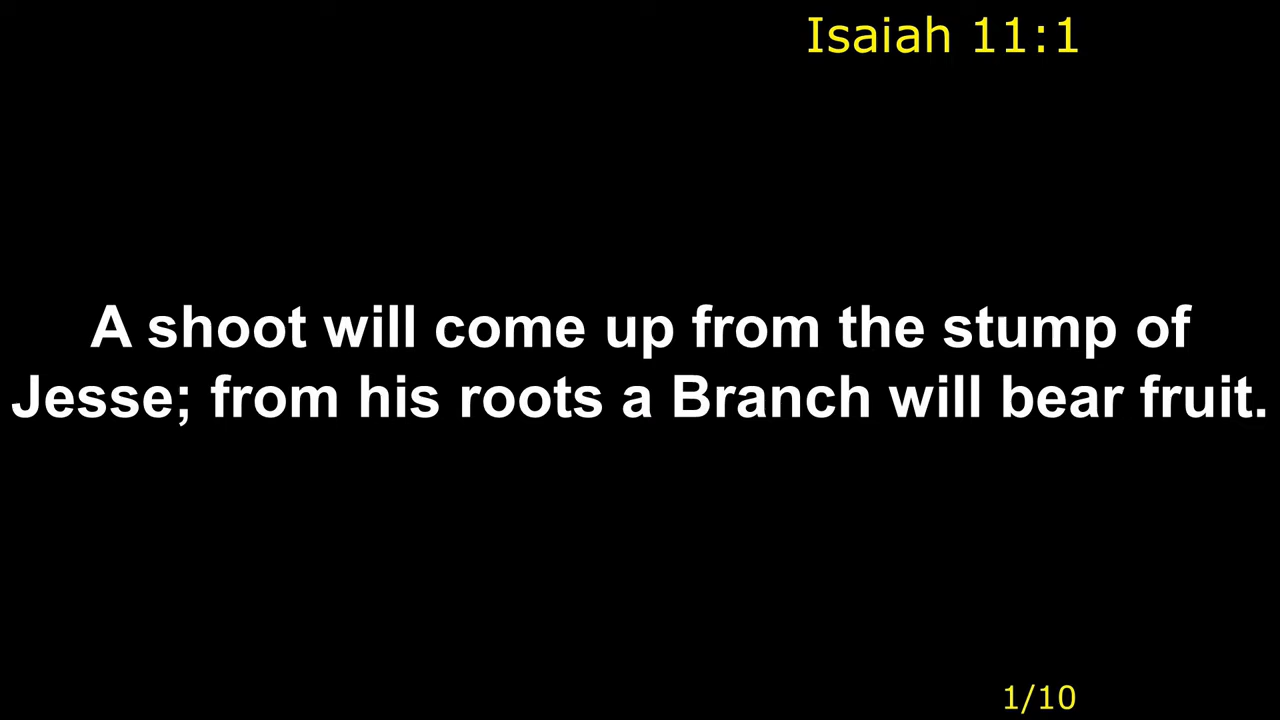 Isaiah 11:1
A shoot will come up from the stump of
Jesse; from his roots a Branch will bear fruit.
1/10